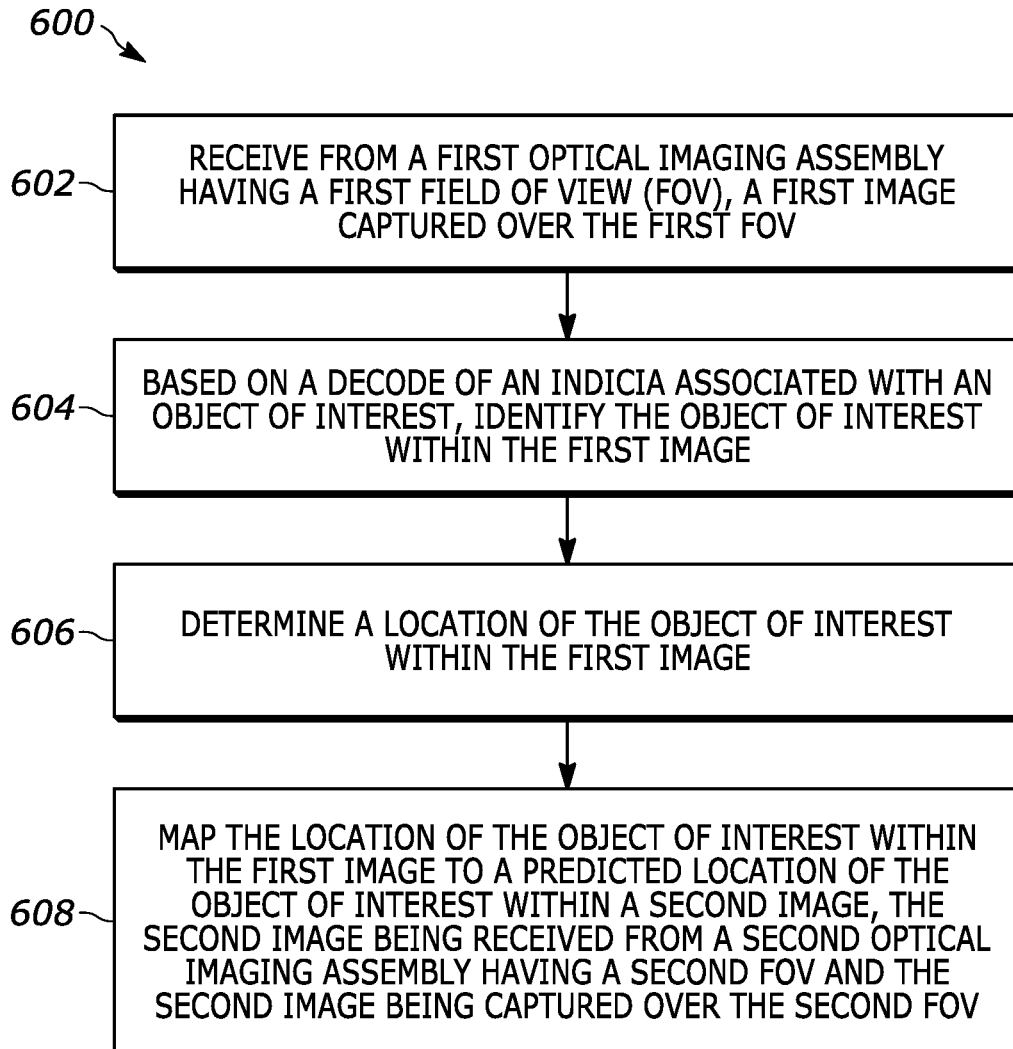 600
602
RECEIVE FROM A FIRST OPTICAL IMAGING ASSEMBLY
HAVING A FIRST FIELD OF VIEW (FOV), A FIRST IMAGE
CAPTURED OVER THE FIRST FOV
604
BASED ON A DECODE OF AN INDICIA ASSOCIATED WITH AN
OBJECT OF INTEREST, IDENTIFY THE OBJECT OF INTEREST
WITHIN THE FIRST IMAGE
606
DETERMINE A LOCATION OF THE OBJECT OF INTEREST
WITHIN THE FIRST IMAGE
608
MAP THE LOCATION OF THE OBJECT OF INTEREST WITHIN
THE FIRST IMAGE TO A PREDICTED LOCATION OF THE
OBJECT OF INTEREST WITHIN A SECOND IMAGE, THE
SECOND IMAGE BEING RECEIVED FROM A SECOND OPTICAL
IMAGING ASSEMBLY HAVING A SECOND FOV AND THE
SECOND IMAGE BEING CAPTURED OVER THE SECOND FOV